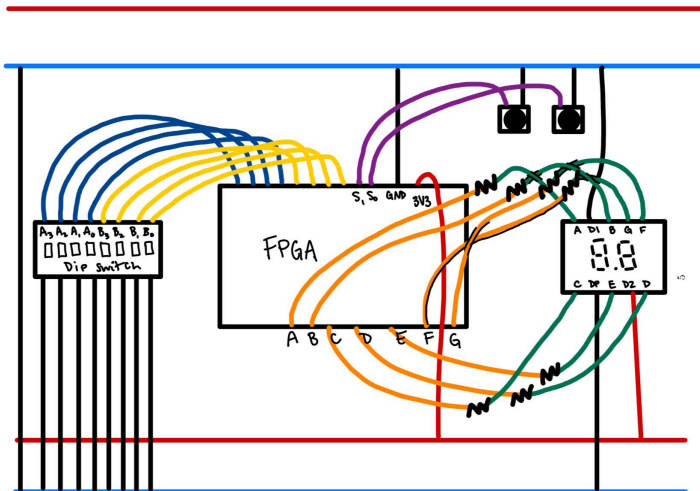 S₁ S₀ GND 3V3
A₃ A₂ A₁ A₀ B₃ B₂ B₁ B₀
Dip Switch
FPGA
A B C D E F G
A D1 B G F
8.8
C DP E D2 D
5